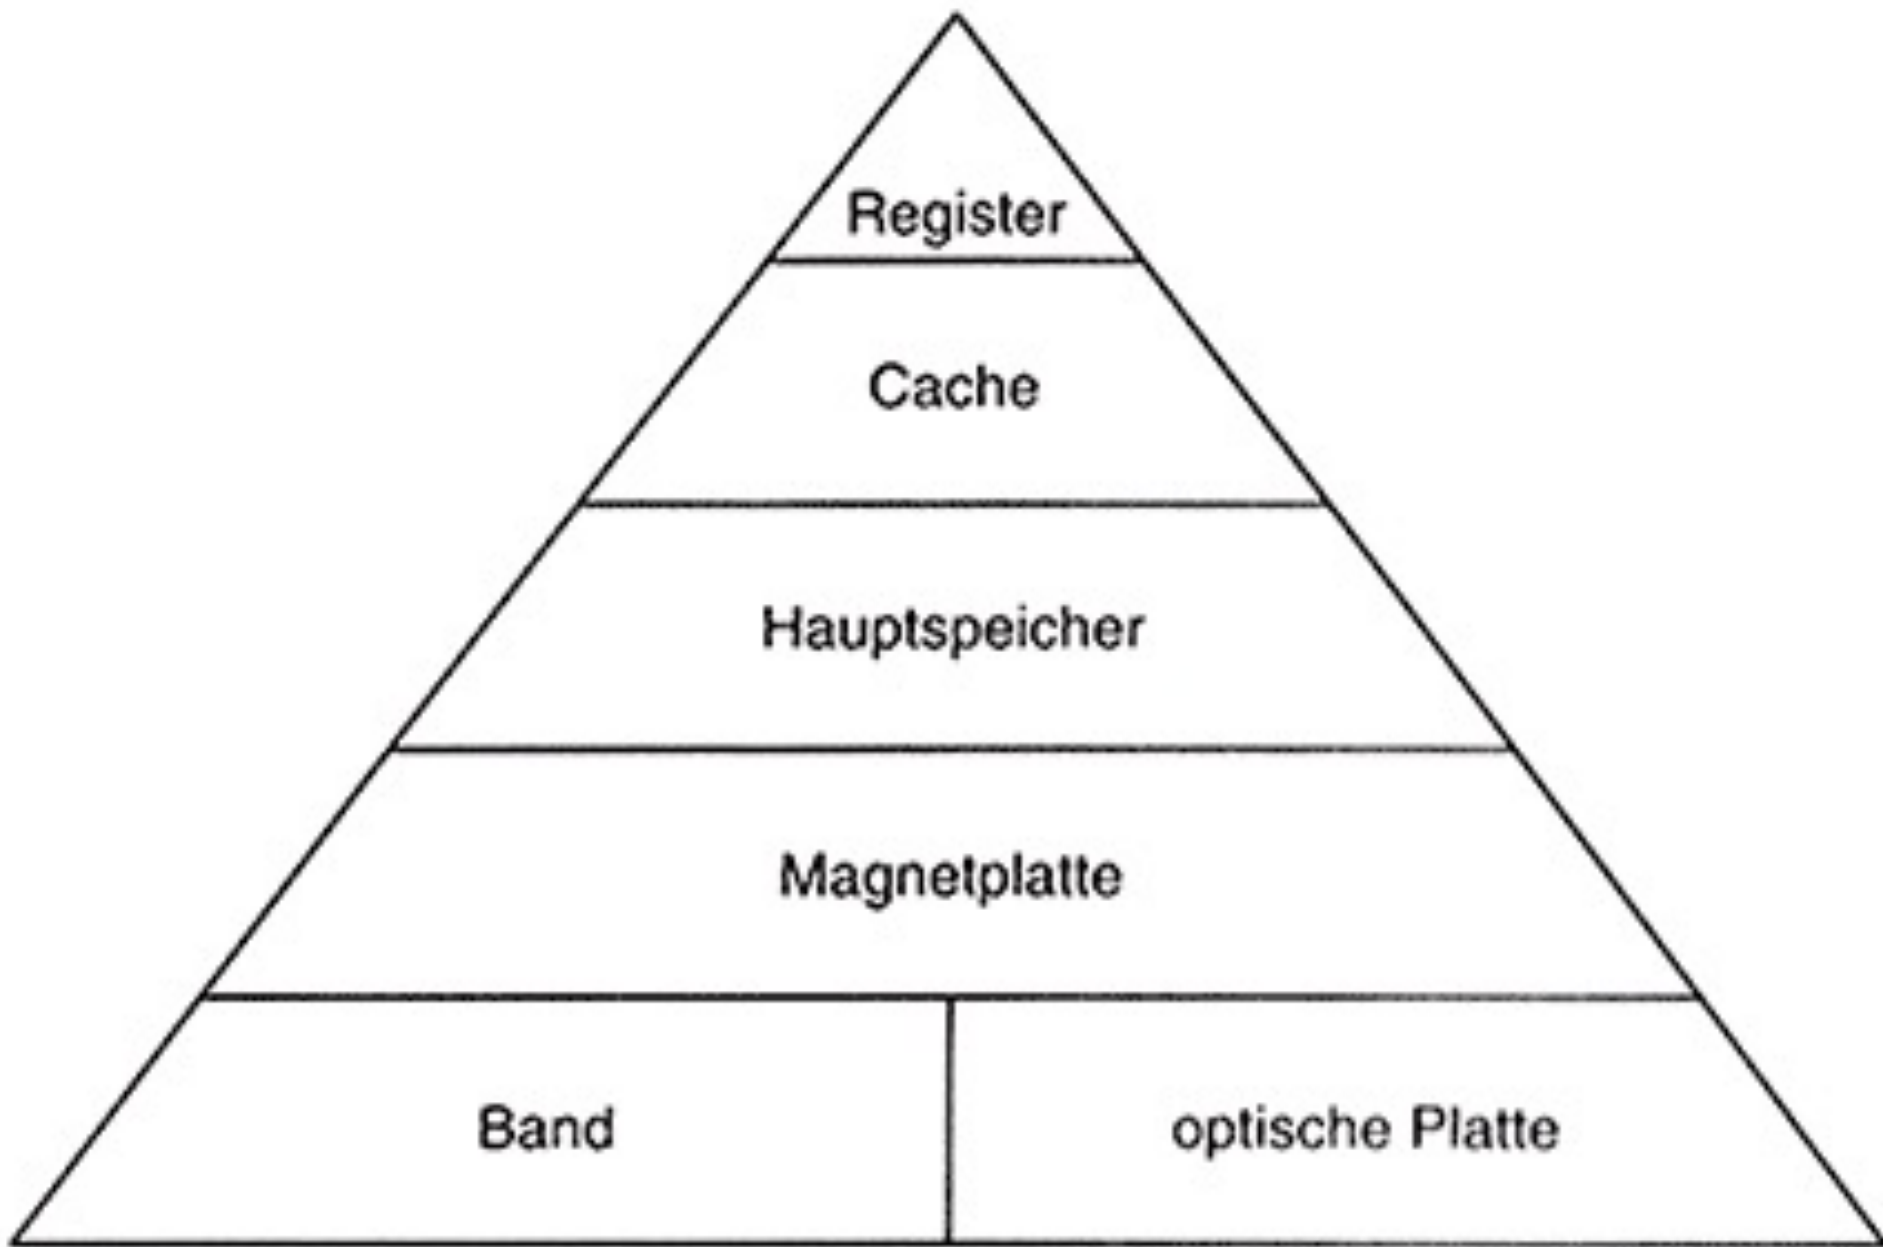 Register
Cache
Hauptspeicher
Magnetplatte
Band
optische Platte